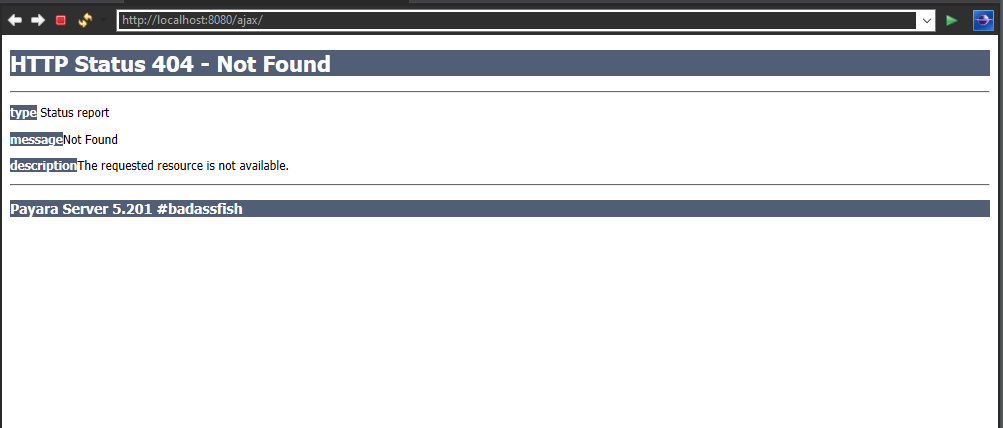 http://localhost:8080/ajax/
HTTP Status 404 - Not Found
type Status report
messageNot Found
descriptionThe requested resource is not available.
Payara Server 5.201 #badassfish